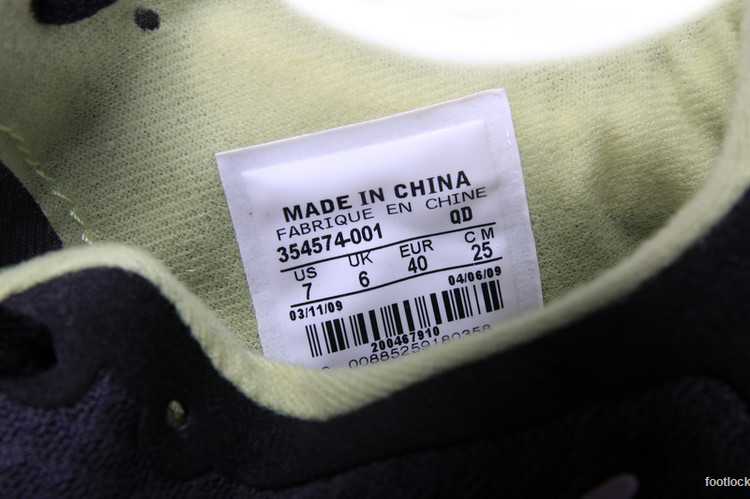 MADE IN CHINA
FABRIQUE EN CHINE
354574-001 QD
US UK EUR CM
7 6 40 25
03/11/09 04/06/09
200467910
00885259180358
footlock